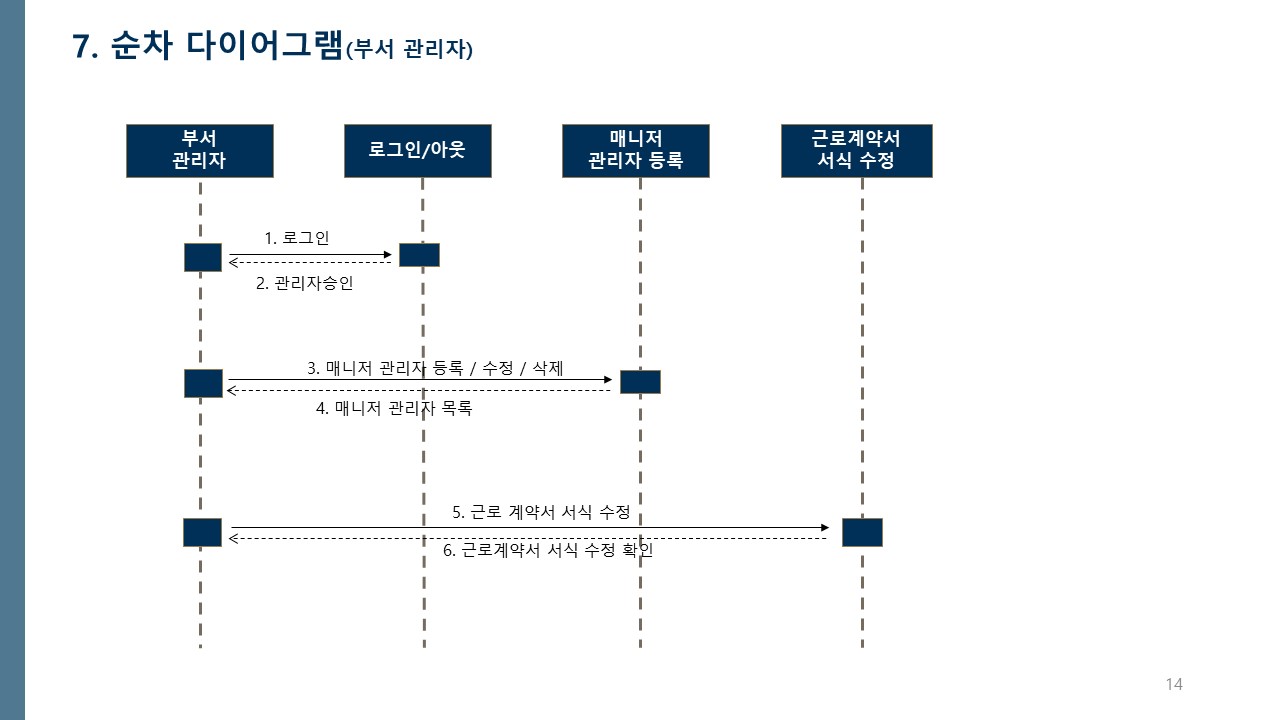 7. 순차 다이어그램(부서 관리자)
부서
관리자
로그인/아웃
매니저
관리자 등록
근로계약서
서식 수정
1. 로그인
2. 관리자승인
3. 매니저 관리자 등록 / 수정 / 삭제
4. 매니저 관리자 목록
5. 근로 계약서 서식 수정
6. 근로계약서 서식 수정 확인
14